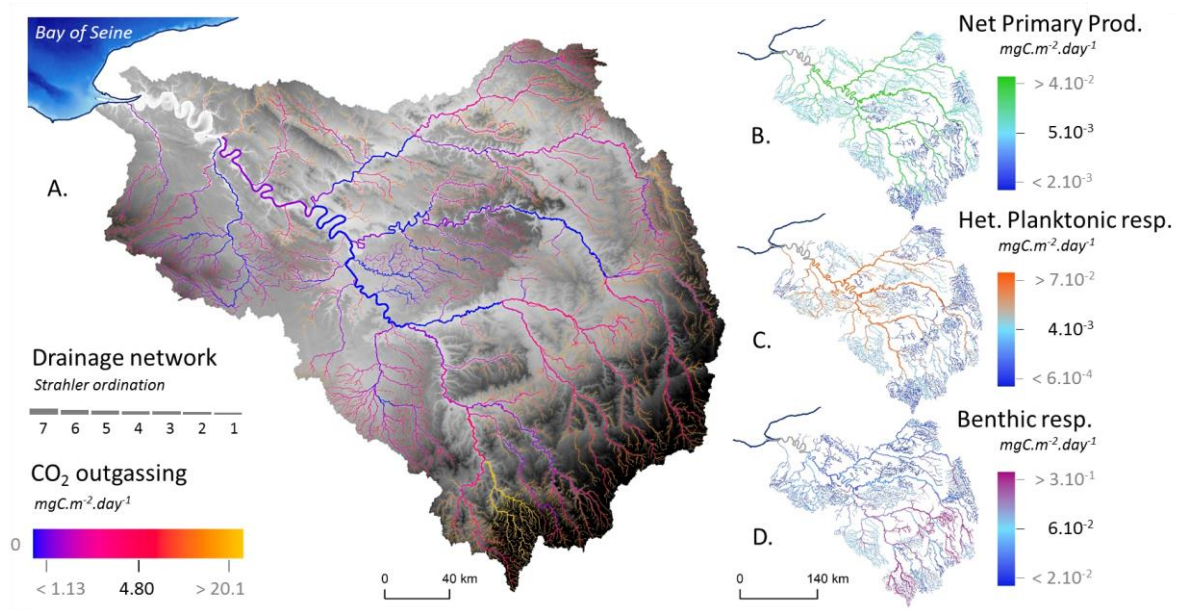 Bay of Seine
A.
Drainage network
Strahler ordination
7 6 5 4 3 2 1
CO₂ outgassing
mgC.m⁻².day⁻¹
0
< 1.13 4.80 > 20.1
0 40 km
Net Primary Prod.
mgC.m⁻².day⁻¹
> 4.10⁻²
B.
5.10⁻³
< 2.10⁻³
Het. Planktonic resp.
mgC.m⁻².day⁻¹
> 7.10⁻²
C.
4.10⁻³
< 6.10⁻⁴
Benthic resp.
mgC.m⁻².day⁻¹
> 3.10⁻¹
D.
6.10⁻²
< 2.10⁻²
0 140 km